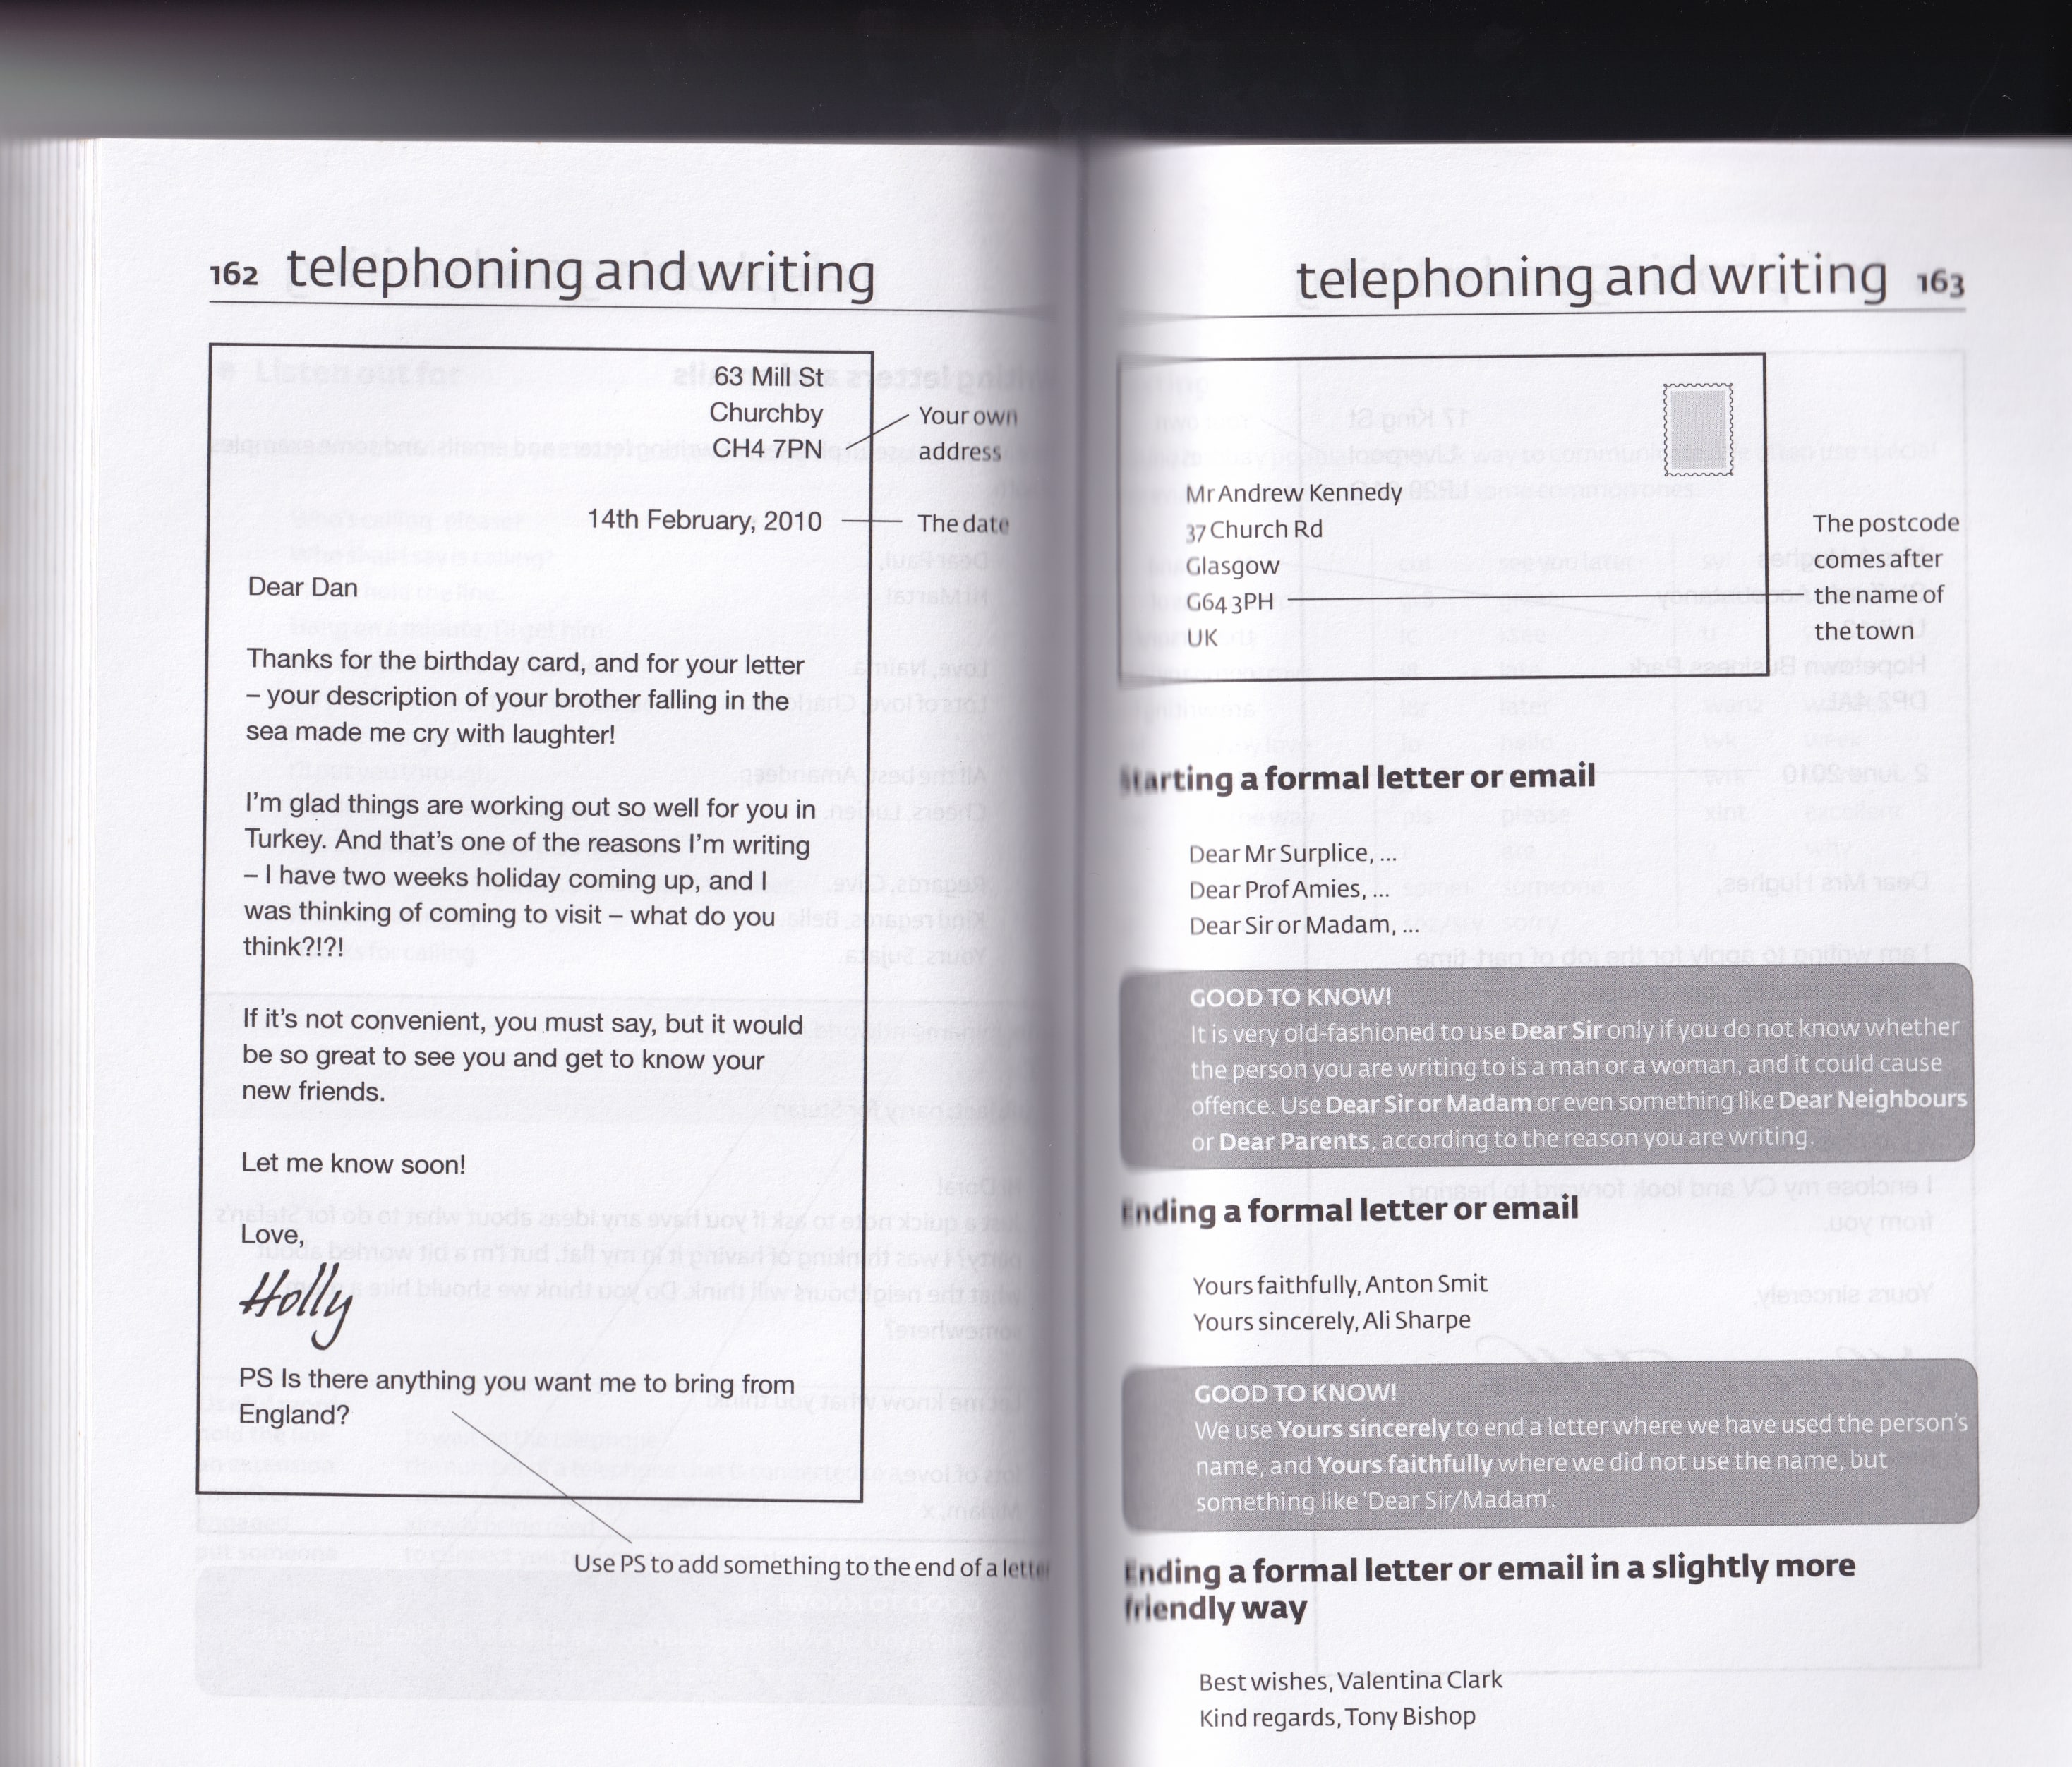 162 telephoning and writing
63 Mill St
Churchby
CH4 7PN
Your own
address
14th February, 2010
The date
Dear Dan
Thanks for the birthday card, and for your letter
– your description of your brother falling in the
sea made me cry with laughter!
I'm glad things are working out so well for you in
Turkey. And that's one of the reasons I'm writing
– I have two weeks holiday coming up, and I
was thinking of coming to visit – what do you
think?!?!
If it's not convenient, you must say, but it would
be so great to see you and get to know your
new friends.
Let me know soon!
Love,
Holly
PS Is there anything you want me to bring from
England?
Use PS to add something to the end of a letter
telephoning and writing 163
Mr Andrew Kennedy
37 Church Rd
Glasgow
G64 3PH
UK
The postcode
comes after
the name of
the town
Starting a formal letter or email
Dear Mr Surplice, ...
Dear Prof Amies, ...
Dear Sir or Madam, ...
GOOD TO KNOW!
It is very old-fashioned to use Dear Sir only if you do not know whether
the person you are writing to is a man or a woman, and it could cause
offence. Use Dear Sir or Madam or even something like Dear Neighbours
or Dear Parents, according to the reason you are writing.
Ending a formal letter or email
Yours faithfully, Anton Smit
Yours sincerely, Ali Sharpe
GOOD TO KNOW!
We use Yours sincerely to end a letter where we have used the person's
name, and Yours faithfully where we did not use the name, but
something like 'Dear Sir/Madam'.
Ending a formal letter or email in a slightly more
friendly way
Best wishes, Valentina Clark
Kind regards, Tony Bishop